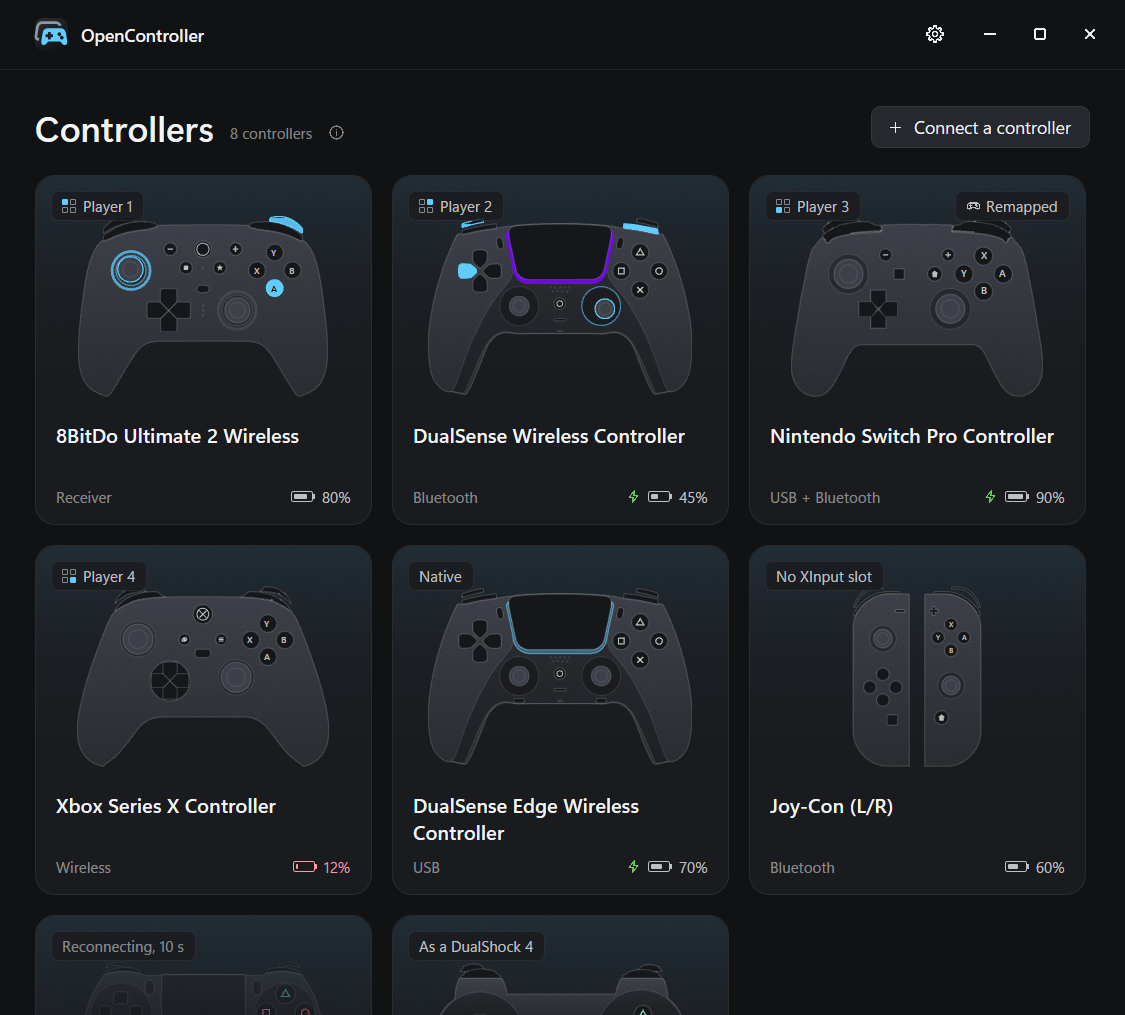 OpenController
Controllers 8 controllers
+ Connect a controller
Player 1
Y
X B
A
8BitDo Ultimate 2 Wireless
Receiver 80%
Player 2
DualSense Wireless Controller
Bluetooth 45%
Player 3
Remapped
X
Y A
B
Nintendo Switch Pro Controller
USB + Bluetooth 90%
Player 4
Y
X B
A
Xbox Series X Controller
Wireless 12%
Native
DualSense Edge Wireless
Controller
USB 70%
No XInput slot
X
Y A
B
Joy-Con (L/R)
Bluetooth 60%
Reconnecting, 10 s
As a DualShock 4